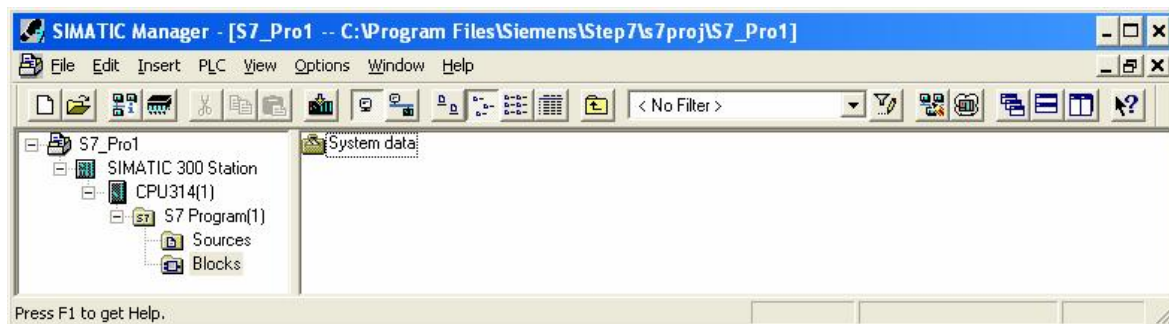 SIMATIC Manager - [S7_Pro1 -- C:\Program Files\Siemens\Step7\s7proj\S7_Pro1]
File Edit Insert PLC View Options Window Help
< No Filter >
S7_Pro1
SIMATIC 300 Station
CPU314(1)
S7 Program(1)
Sources
Blocks
System data
Press F1 to get Help.